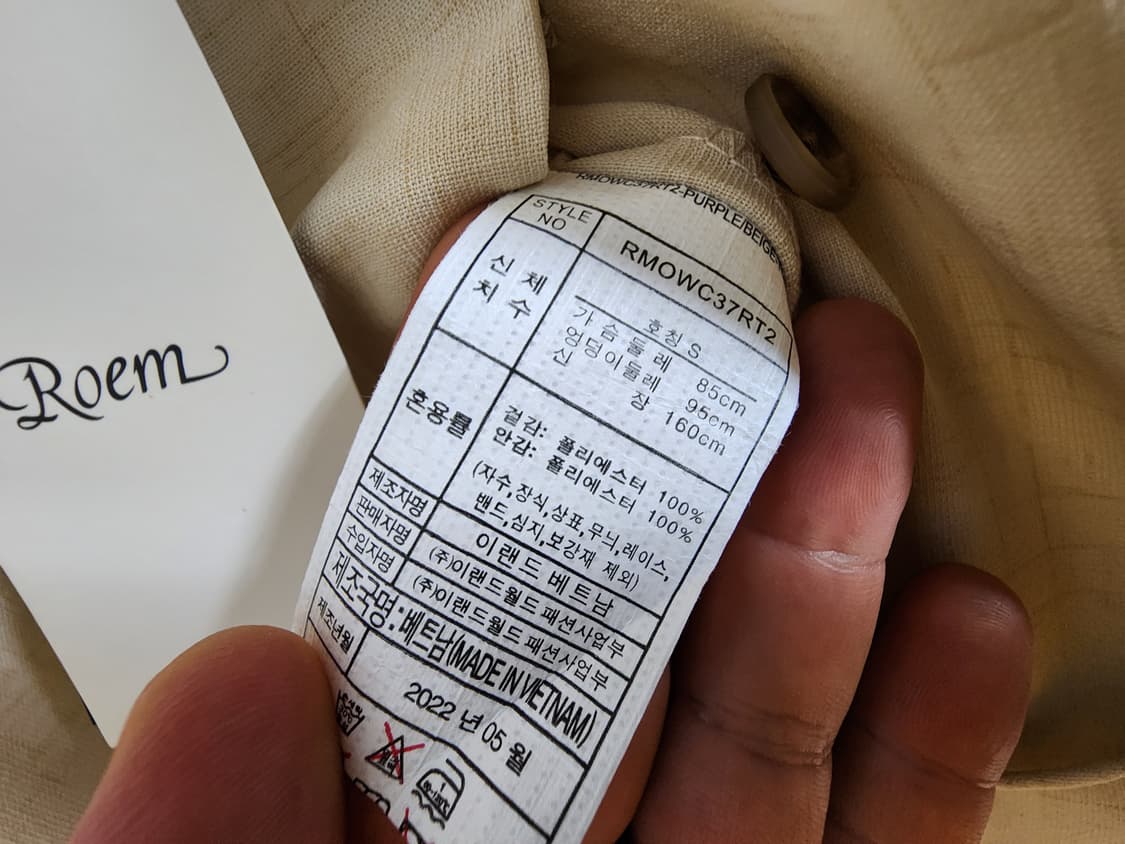 Roem
RMOWC37RT2-PURPLE/BEIGE
STYLE NO
RMOWC37RT2
신체 치수
호칭 S
가슴둘레 85cm
엉덩이둘레 95cm
신장 160cm
혼용률
겉감: 폴리에스터 100%
안감: 폴리에스터 100%
(자수,장식,상표,무늬,레이스,
밴드,심지,보강재 제외)
제조자명 이랜드 베트남
판매자명 (주)이랜드월드 패션사업부
수입자명 (주)이랜드월드 패션사업부
제조국명:베트남(MADE IN VIETNAM)
제조년월 2022 년 05 월